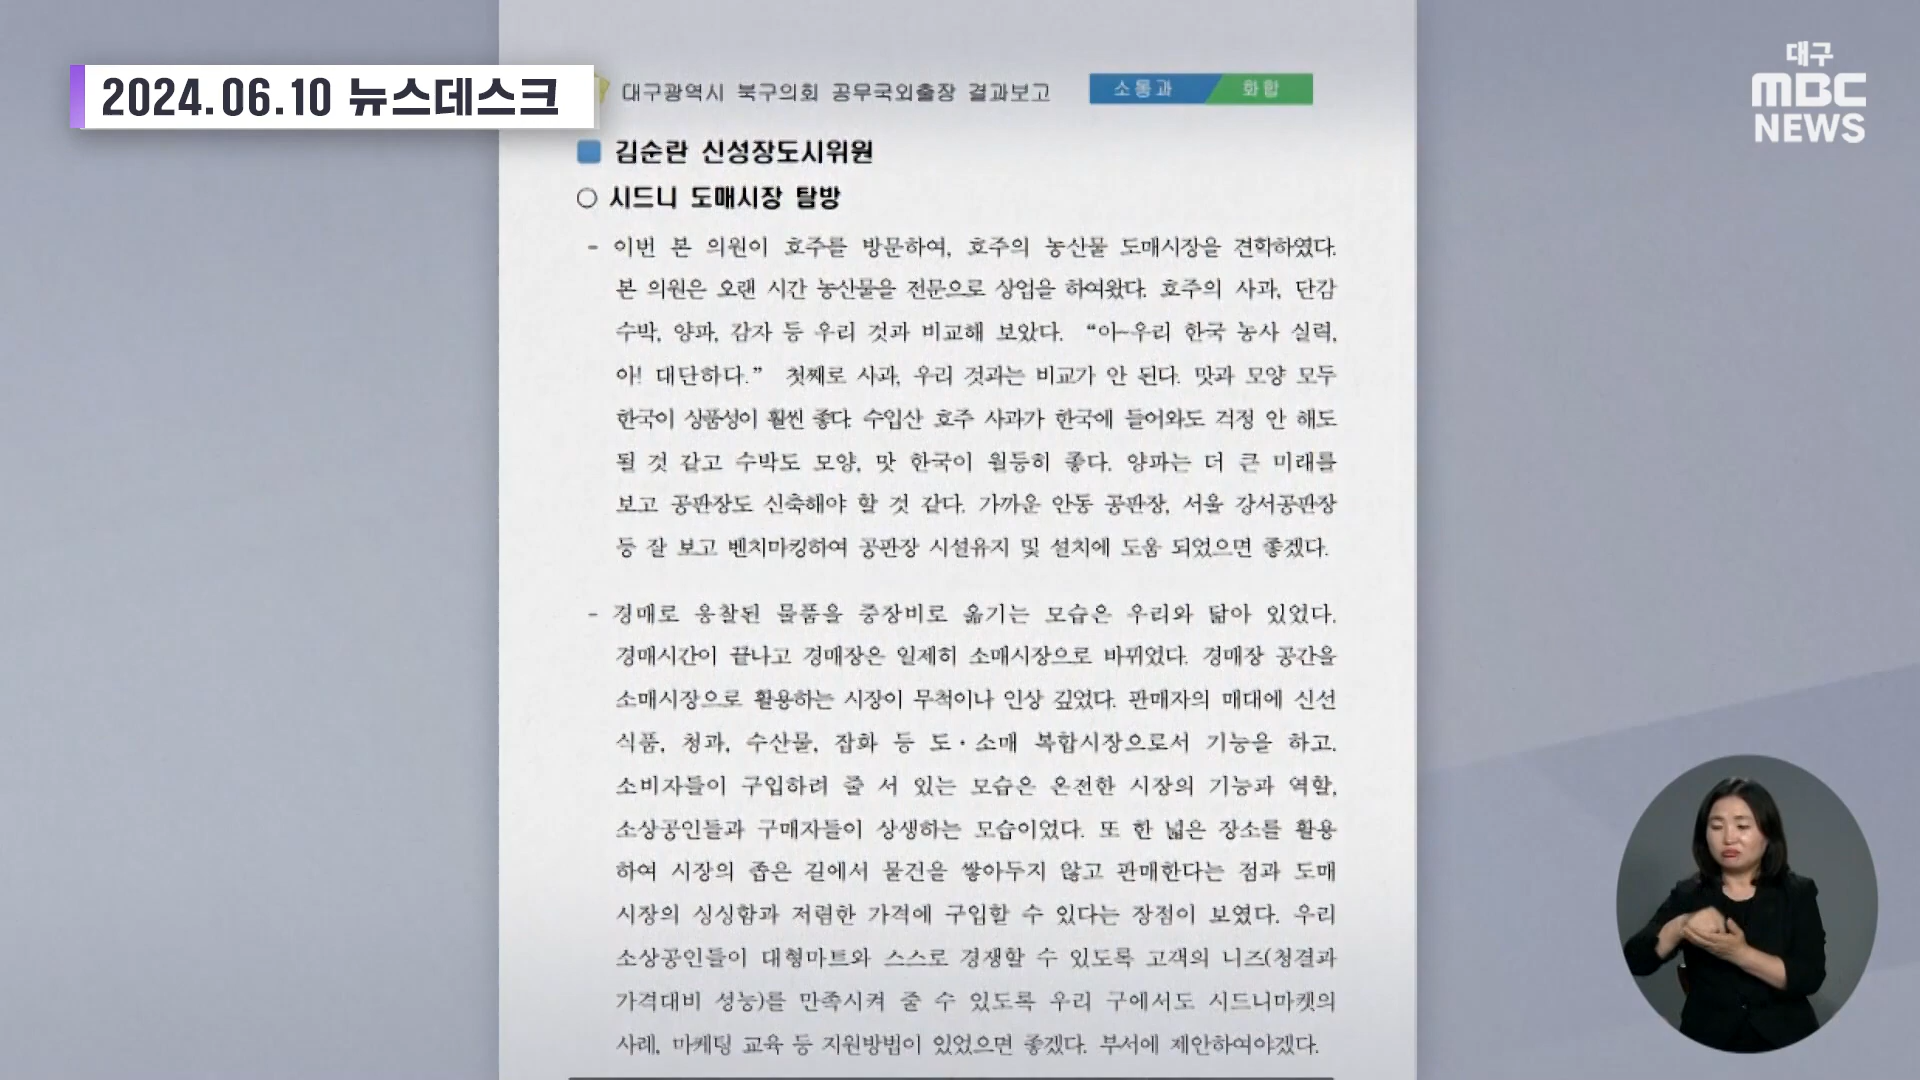 2024.06.10 뉴스데스크
대구
MBC
NEWS
대구광역시 북구의회 공무국외출장 결과보고
소통과 화합
김순란 신성장도시위원
○ 시드니 도매시장 탐방
- 이번 본 의원이 호주를 방문하여, 호주의 농산물 도매시장을 견학하였다.
본 의원은 오랜 시간 농산물을 전문으로 상업을 하여왔다. 호주의 사과, 단감
수박, 양파, 감자 등 우리 것과 비교해 보았다. “아~우리 한국 농사 실력,
아! 대단하다.” 첫째로 사과, 우리 것과는 비교가 안 된다. 맛과 모양 모두
한국이 상품성이 훨씬 좋다. 수입산 호주 사과가 한국에 들어와도 걱정 안 해도
될 것 같고 수박도 모양, 맛 한국이 월등히 좋다. 양파는 더 큰 미래를
보고 공판장도 신축해야 할 것 같다. 가까운 안동 공판장, 서울 강서공판장
등 잘 보고 벤치마킹하여 공판장 시설유지 및 설치에 도움 되었으면 좋겠다.
- 경매로 응찰된 물품을 중장비로 옮기는 모습은 우리와 닮아 있었다.
경매시간이 끝나고 경매장은 일제히 소매시장으로 바뀌었다. 경매장 공간을
소매시장으로 활용하는 시장이 무척이나 인상 깊었다. 판매자의 매대에 신선
식품, 청과, 수산물, 잡화 등 도·소매 복합시장으로서 기능을 하고,
소비자들이 구입하려 줄 서 있는 모습은 온전한 시장의 기능과 역할,
소상공인들과 구매자들이 상생하는 모습이었다. 또 한 넓은 장소를 활용
하여 시장의 좁은 길에서 물건을 쌓아두지 않고 판매한다는 점과 도매
시장의 싱싱함과 저렴한 가격에 구입할 수 있다는 장점이 보였다. 우리
소상공인들이 대형마트와 스스로 경쟁할 수 있도록 고객의 니즈(청결과
가격대비 성능)를 만족시켜 줄 수 있도록 우리 구에서도 시드니마켓의
사례, 마케팅 교육 등 지원방법이 있었으면 좋겠다. 부서에 제안하여야겠다.